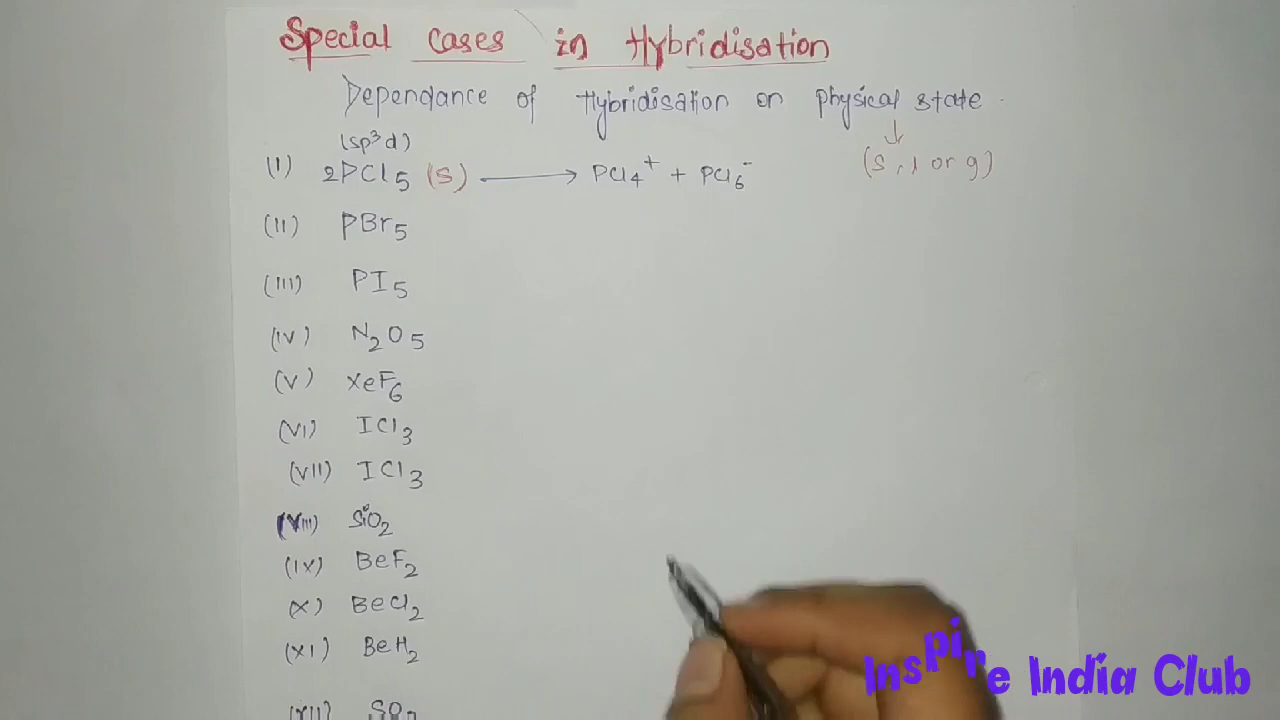 Special cases in Hybridisation
Dependance of Hybridisation on physical state.
(sp³d)
(s, l or g)
(I) 2PCl₅ (s) ⟶ PCl₄⁺ + PCl₆⁻
(II) PBr₅
(III) PI₅
(IV) N₂O₅
(V) XeF₆
(VI) ICl₃
(VII) ICl₃
(VIII) SiO₂
(IX) BeF₂
(X) BeCl₂
(XI) BeH₂
(XII)
Inspire India Club